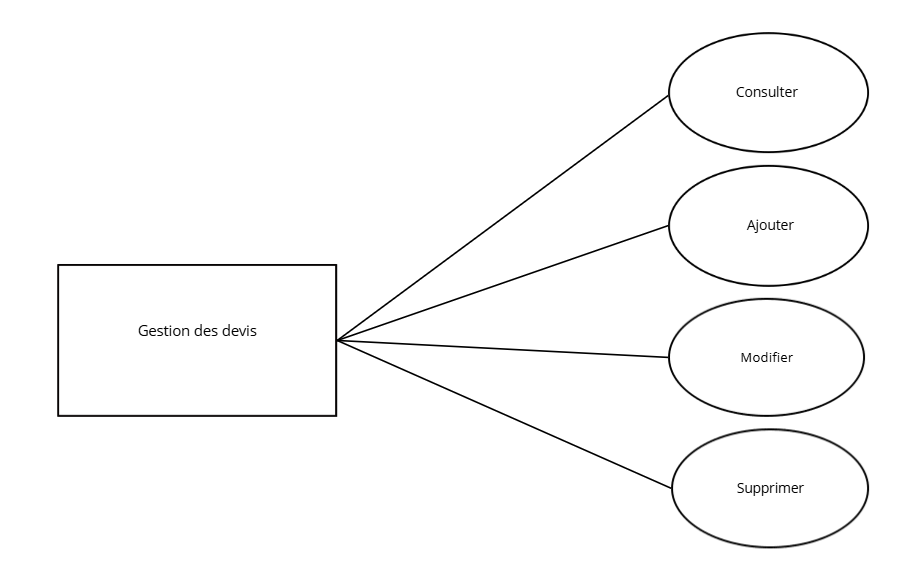 Consulter
Ajouter
Gestion des devis
Modifier
Supprimer